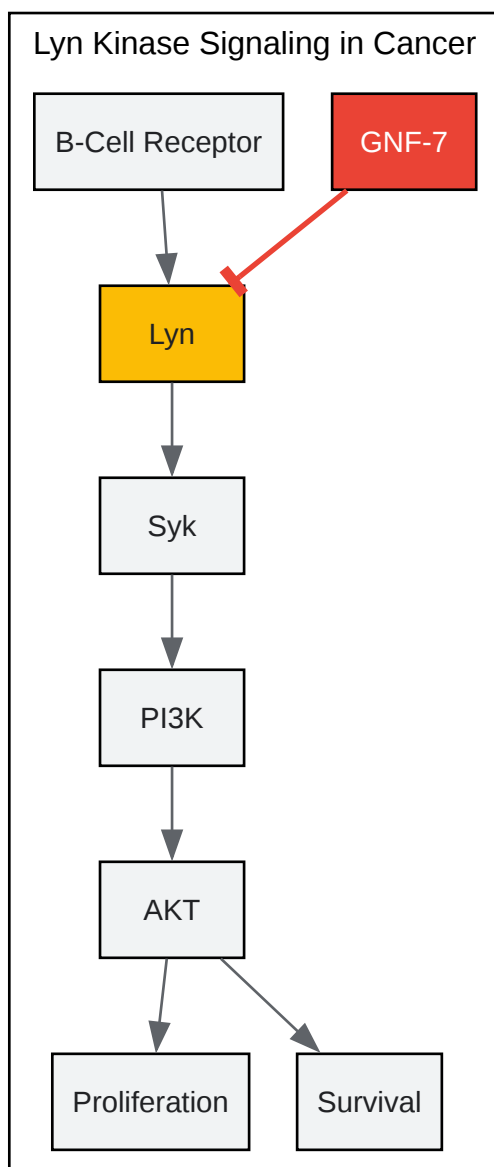 Lyn Kinase Signaling in Cancer
B-Cell Receptor
GNF-7
Lyn
Syk
PI3K
AKT
Proliferation
Survival